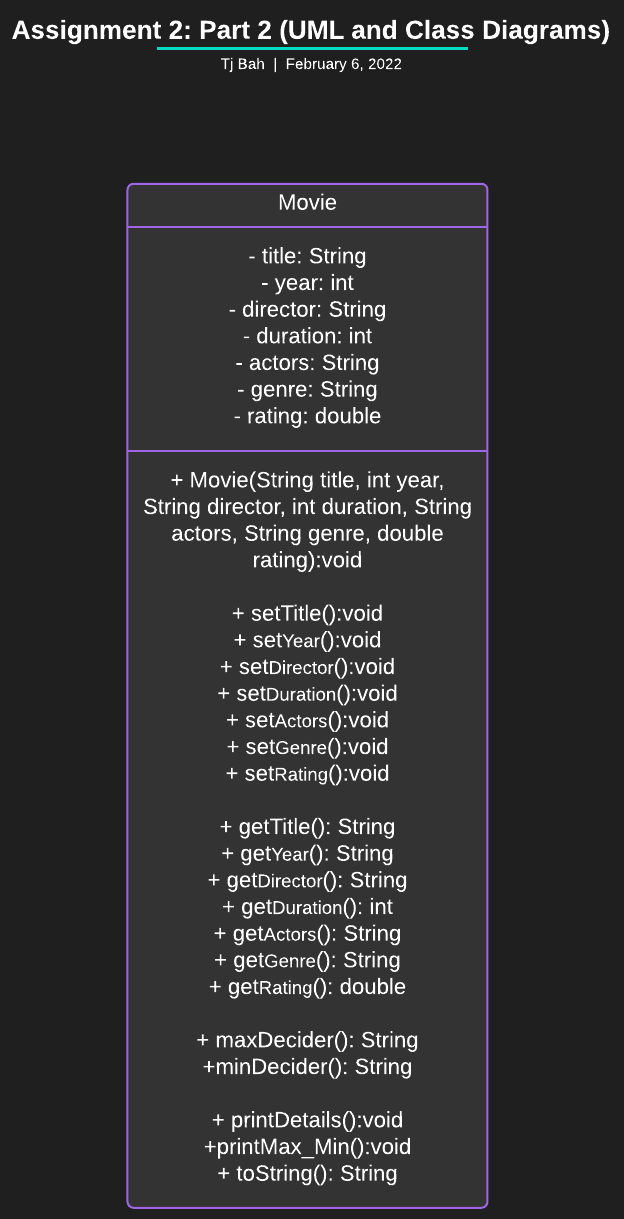 Assignment 2: Part 2 (UML and Class Diagrams)
Tj Bah | February 6, 2022
Movie
- title: String
- year: int
- director: String
- duration: int
- actors: String
- genre: String
- rating: double
+ Movie(String title, int year,
String director, int duration, String
actors, String genre, double
rating):void
+ setTitle():void
+ setYear():void
+ setDirector():void
+ setDuration():void
+ setActors():void
+ setGenre():void
+ setRating():void
+ getTitle(): String
+ getYear(): String
+ getDirector(): String
+ getDuration(): int
+ getActors(): String
+ getGenre(): String
+ getRating(): double
+ maxDecider(): String
+minDecider(): String
+ printDetails():void
+printMax_Min():void
+ toString(): String